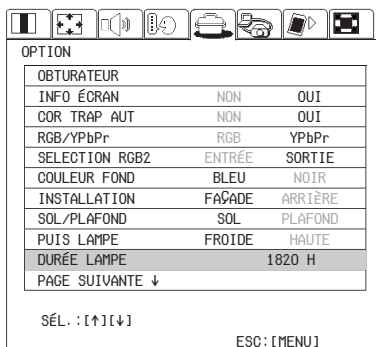 OPTION
OBTURATEUR
INFO ÉCRAN NON OUI
COR TRAP AUT NON OUI
RGB/YPbPr RGB YPbPr
SELECTION RGB2 ENTRÉE SORTIE
COULEUR FOND BLEU NOIR
INSTALLATION FAÇADE ARRIÈRE
SOL/PLAFOND SOL PLAFOND
PUIS LAMPE FROIDE HAUTE
DURÉE LAMPE 1820 H
PAGE SUIVANTE ↓
SÉL.:[↑][↓]
ESC:[MENU]